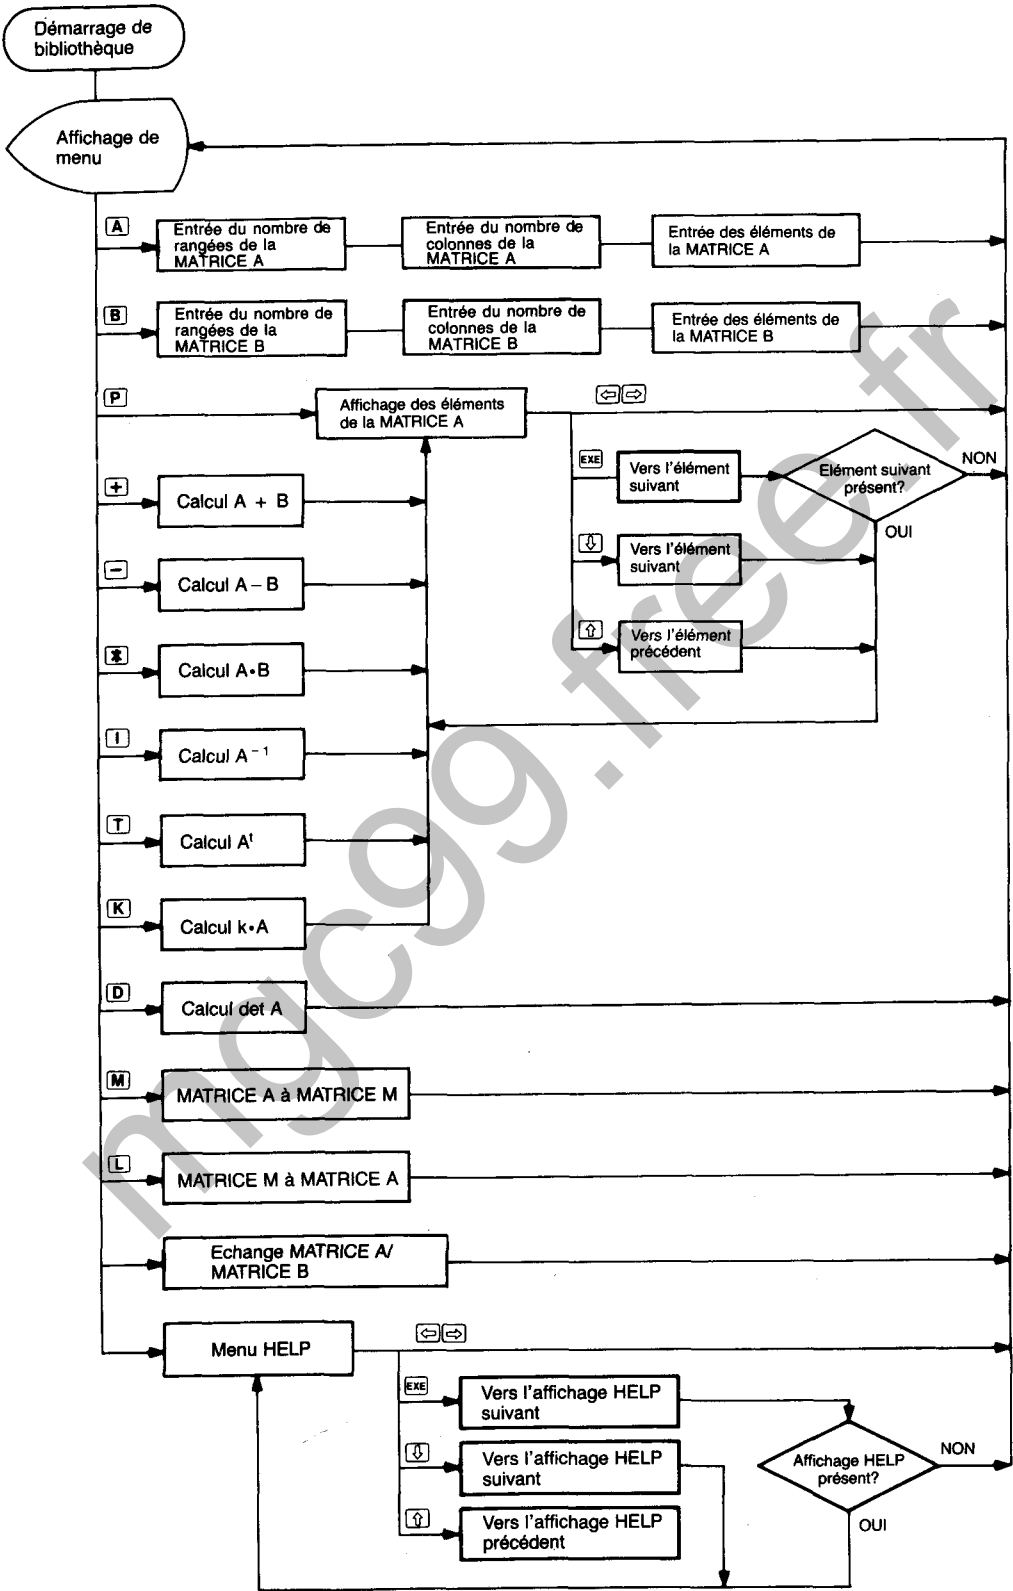 Démarrage de
bibliothèque
Affichage de
menu
A
Entrée du nombre de
rangées de la
MATRICE A
Entrée du nombre de
colonnes de la
MATRICE A
Entrée des éléments de
la MATRICE A
B
Entrée du nombre de
rangées de la
MATRICE B
Entrée du nombre de
colonnes de la
MATRICE B
Entrée des éléments de
la MATRICE B
P
Affichage des éléments
de la MATRICE A
⇦ ⇨
EXE
Vers l'élément
suivant
Elément suivant
présent?
NON
OUI
⇩
Vers l'élément
suivant
⇧
Vers l'élément
précédent
+
Calcul A + B
−
Calcul A − B
*
Calcul A•B
I
Calcul A⁻¹
T
Calcul Aᵗ
K
Calcul k•A
D
Calcul det A
M
MATRICE A à MATRICE M
L
MATRICE M à MATRICE A
Echange MATRICE A/
MATRICE B
Menu HELP
⇦ ⇨
EXE
Vers l'affichage HELP
suivant
⇩
Vers l'affichage HELP
suivant
⇧
Vers l'affichage HELP
précédent
Affichage HELP
présent?
NON
OUI
mgc99.free.fr